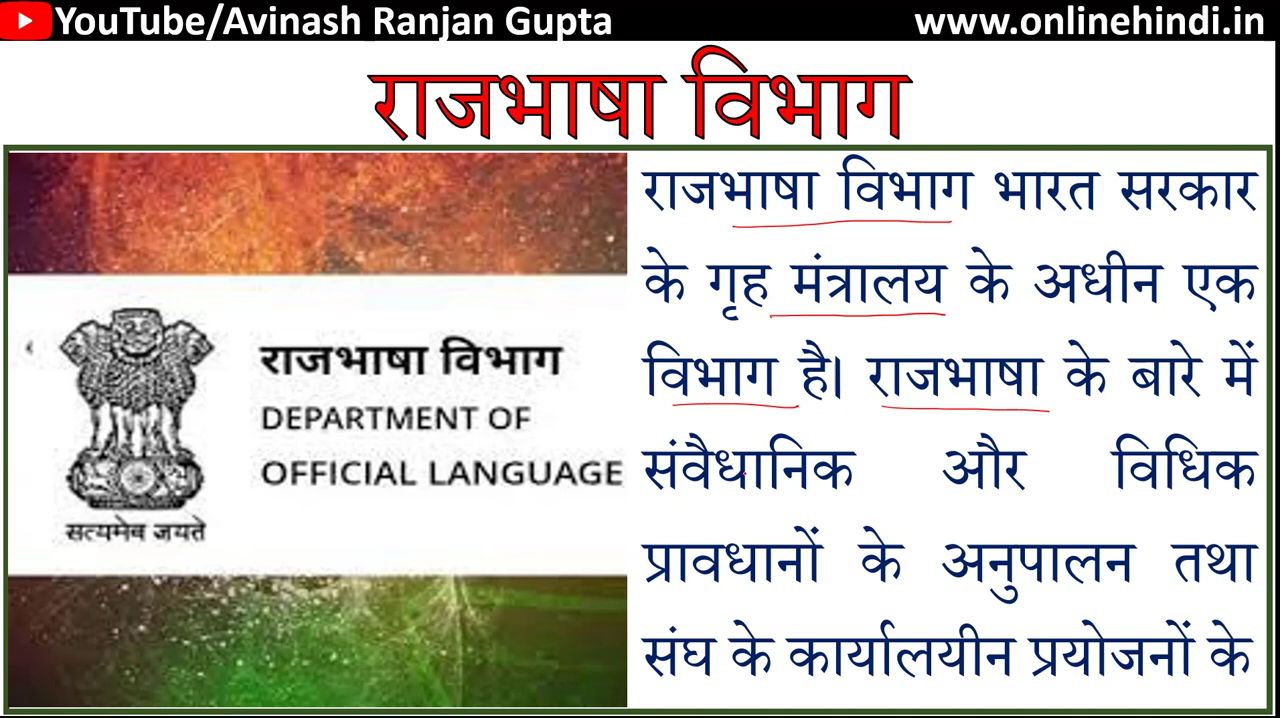 YouTube/Avinash Ranjan Gupta
www.onlinehindi.in
राजभाषा विभाग
राजभाषा विभाग
DEPARTMENT OF
OFFICIAL LANGUAGE
सत्यमेव जयते
राजभाषा विभाग भारत सरकार
के गृह मंत्रालय के अधीन एक
विभाग है। राजभाषा के बारे में
संवैधानिक और विधिक
प्रावधानों के अनुपालन तथा
संघ के कार्यालयीन प्रयोजनों के